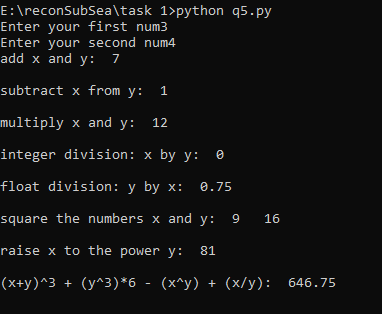 E:\reconSubSea\task 1>python q5.py
Enter your first num3
Enter your second num4
add x and y:  7
subtract x from y:  1
multiply x and y:  12
integer division: x by y:  0
float division: y by x:  0.75
square the numbers x and y:  9   16
raise x to the power y:  81
(x+y)^3 + (y^3)*6 - (x^y) + (x/y):  646.75